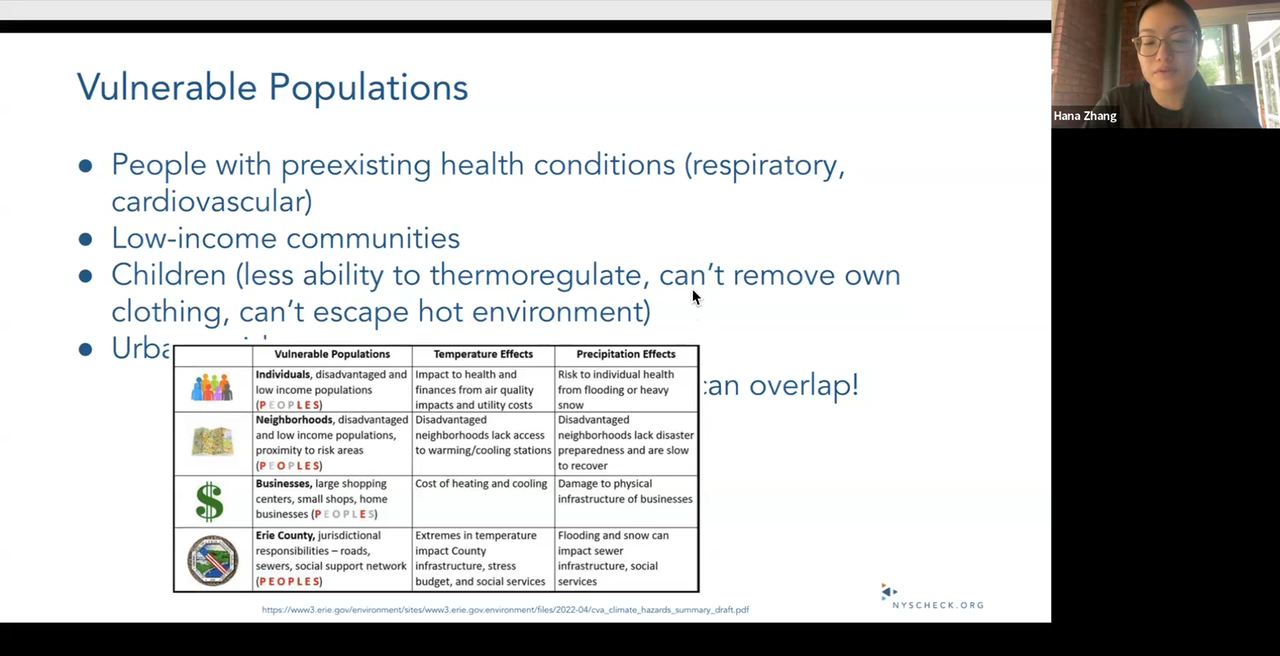 Vulnerable Populations
● People with preexisting health conditions (respiratory,
cardiovascular)
● Low-income communities
● Children (less ability to thermoregulate, can't remove own
clothing, can't escape hot environment)
●
can overlap!
Vulnerable Populations Temperature Effects Precipitation Effects
Individuals, disadvantaged and
low income populations
(PEOPLES)
Impact to health and
finances from air quality
impacts and utility costs
Risk to individual health
from flooding or heavy
snow
Neighborhoods, disadvantaged
and low income populations,
proximity to risk areas
(PEOPLES)
Disadvantaged
neighborhoods lack access
to warming/cooling stations
Disadvantaged
neighborhoods lack disaster
preparedness and are slow
to recover
Businesses, large shopping
centers, small shops, home
businesses (PEOPLES)
Cost of heating and cooling
Damage to physical
infrastructure of businesses
Erie County, jurisdictional
responsibilities – roads,
sewers, social support network
(PEOPLES)
Extremes in temperature
impact County
infrastructure, stress
budget, and social services
Flooding and snow can
impact sewer
infrastructure, social
services
https://www3.erie.gov/environment/sites/www3.erie.gov.environment/files/2022-04/cva_climate_hazards_summary_draft.pdf
NYSCHECK.ORG
Hana Zhang